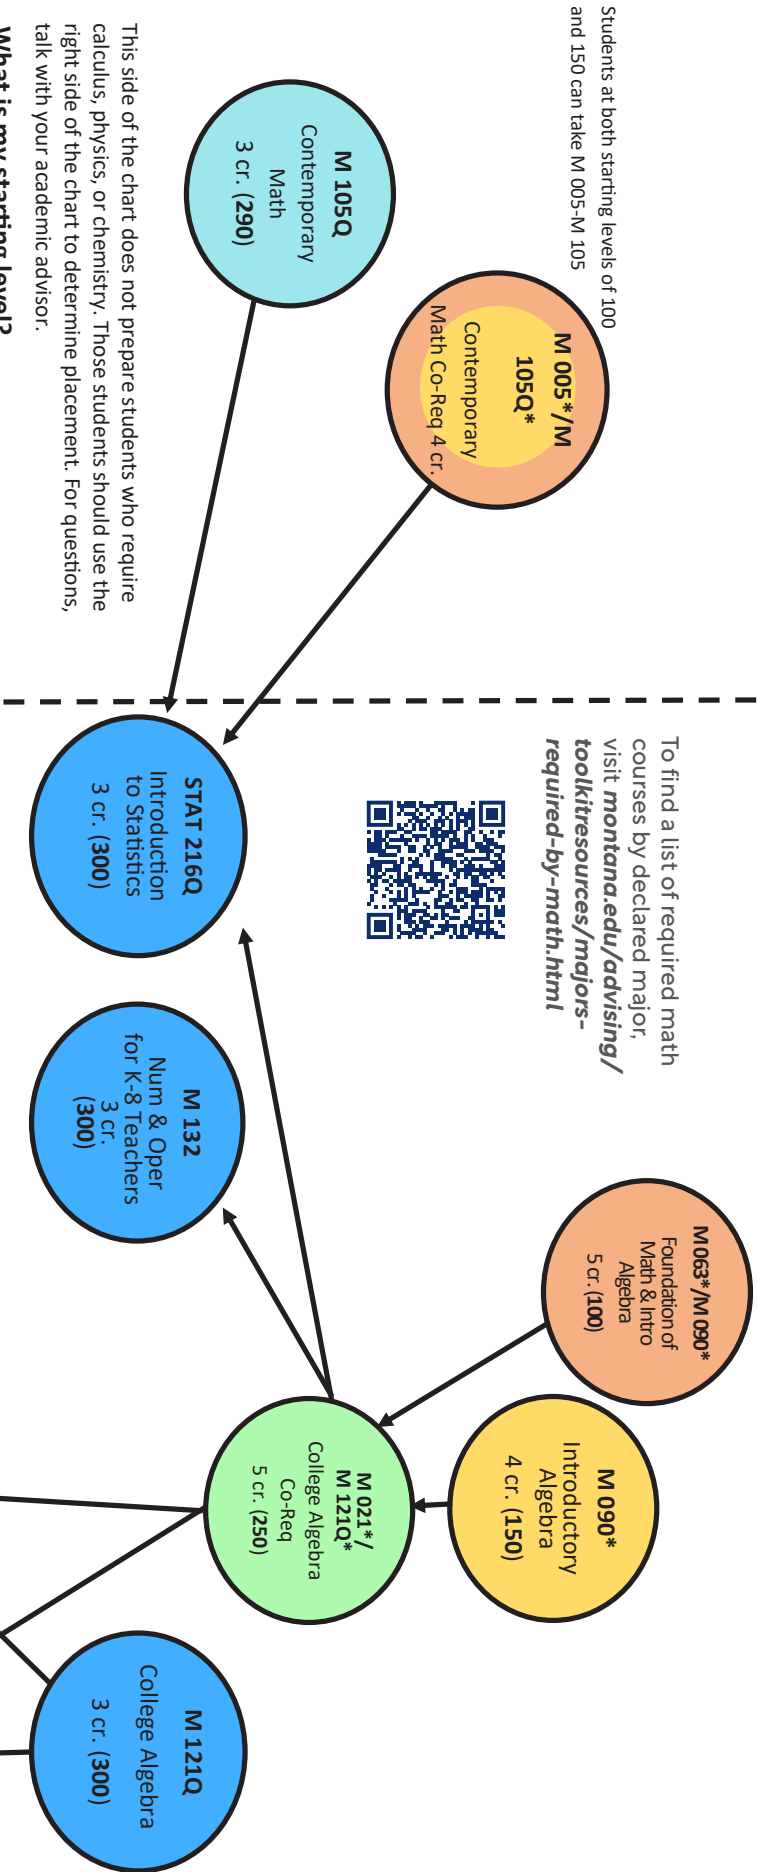 Students at both starting levels of 100
and 150 can take M 005-M 105
M 005*/M
105Q*
Contemporary
Math Co-Req 4 cr.
M 105Q
Contemporary
Math
3 cr. (290)
This side of the chart does not prepare students who require
calculus, physics, or chemistry. Those students should use the
right side of the chart to determine placement. For questions,
talk with your academic advisor.
What is my starting level?
To find a list of required math
courses by declared major,
visit montana.edu/advising/
toolkitresources/majors-
required-by-math.html
STAT 216Q
Introduction
to Statistics
3 cr. (300)
M 132
Num & Oper
for K-8 Teachers
3 cr.
(300)
M063*/M 090*
Foundation of
Math & Intro
Algebra
5 cr. (100)
M 090*
Introductory
Algebra
4 cr. (150)
M 021*/
M 121Q*
College Algebra
Co-Req
5 cr. (250)
M 121Q
College Algebra
3 cr. (300)